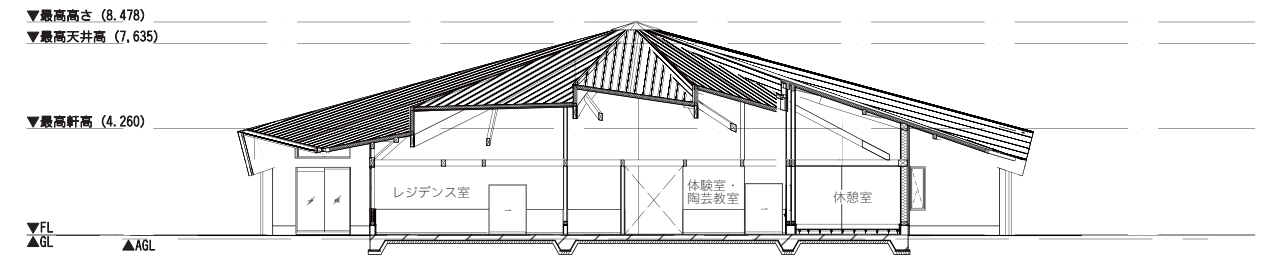 ▼最高高さ (8.478)
▼最高天井高 (7,635)
▼最高軒高 (4.260)
レジデンス室
体験室・
陶芸教室
休憩室
▼FL
▲GL
▲AGL